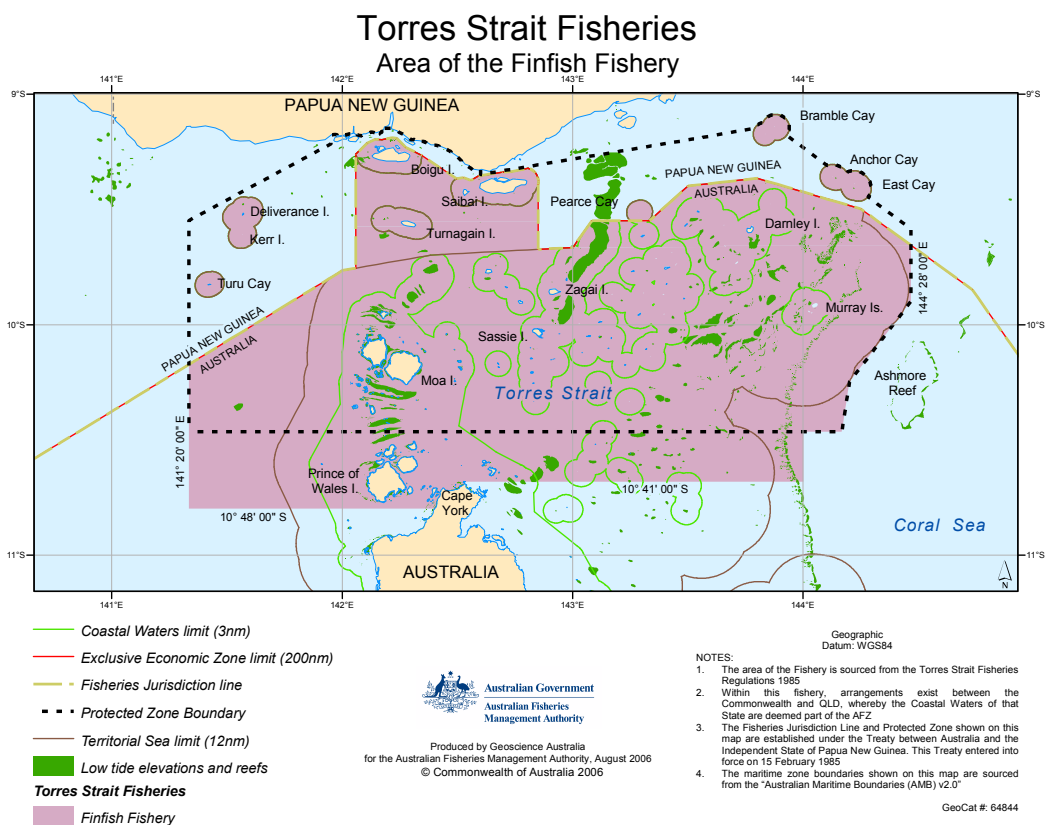 Torres Strait Fisheries
Area of the Finfish Fishery
141°E
142°E
143°E
144°E
9°S
9°S
PAPUA NEW GUINEA
Bramble Cay
Boigu I.
PAPUA NEW GUINEA
AUSTRALIA
Anchor Cay
East Cay
Deliverance I.
Saibai I.
Pearce Cay
Kerr I.
Turnagain I.
Darnley I.
Turu Cay
Zagai I.
144° 28' 00" E
Murray Is.
10°S
10°S
PAPUA NEW GUINEA
AUSTRALIA
Sassie I.
Moa I.
Torres Strait
Ashmore
Reef
141° 20' 00" E
Prince of
Wales I.
Cape
York
10° 41' 00" S
10° 48' 00" S
Coral Sea
11°S
11°S
AUSTRALIA
N
141°E
142°E
143°E
144°E
Coastal Waters limit (3nm)
Exclusive Economic Zone limit (200nm)
Fisheries Jurisdiction line
Protected Zone Boundary
Territorial Sea limit (12nm)
Low tide elevations and reefs
Torres Strait Fisheries
Finfish Fishery
Australian Government
Australian Fisheries
Management Authority
Produced by Geoscience Australia
for the Australian Fisheries Management Authority, August 2006
© Commonwealth of Australia 2006
Geographic
Datum: WGS84
NOTES:
1. The area of the Fishery is sourced from the Torres Strait Fisheries
Regulations 1985
2. Within this fishery, arrangements exist between the
Commonwealth and QLD, whereby the Coastal Waters of that
State are deemed part of the AFZ
3. The Fisheries Jurisdiction Line and Protected Zone shown on this
map are established under the Treaty between Australia and the
Independent State of Papua New Guinea. This Treaty entered into
force on 15 February 1985
4. The maritime zone boundaries shown on this map are sourced
from the “Australian Maritime Boundaries (AMB) v2.0”
GeoCat #: 64844